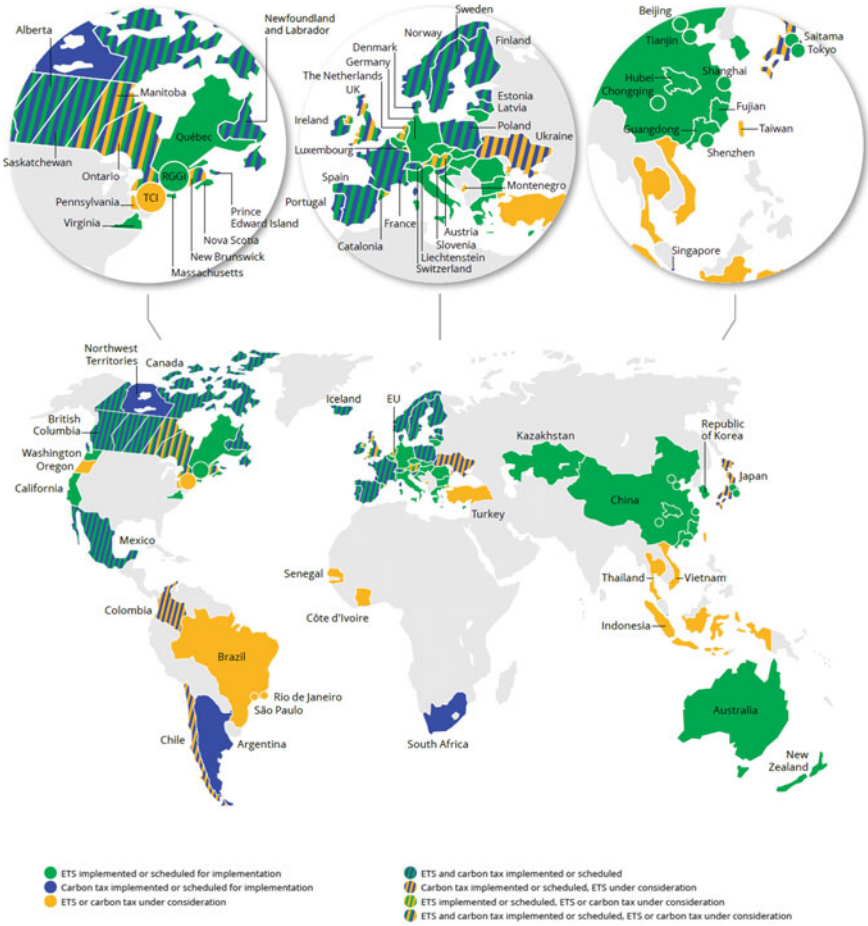 Alberta
Newfoundland
and Labrador
Manitoba
Québec
Saskatchewan
Ontario
RGGI
TCI
Pennsylvania
Virginia
Prince
Edward Island
Nova Scotia
New Brunswick
Massachusetts
Sweden
Norway
Denmark
Finland
Germany
The Netherlands
UK
Estonia
Latvia
Ireland
Poland
Ukraine
Luxembourg
Spain
Montenegro
Portugal
France
Austria
Catalonia
Slovenia
Liechtenstein
Switzerland
Beijing
Saitama
Tianjin
Tokyo
Hubei
Shanghai
Chongqing
Fujian
Guangdong
Taiwan
Shenzhen
Singapore
Northwest
Territories
Canada
British
Columbia
Washington
Oregon
California
Mexico
Iceland
EU
Kazakhstan
Republic
of Korea
Japan
China
Turkey
Senegal
Côte d'Ivoire
Thailand
Vietnam
Indonesia
Colombia
Brazil
Rio de Janeiro
São Paulo
Chile
Argentina
South Africa
Australia
New
Zealand
ETS implemented or scheduled for implementation
Carbon tax implemented or scheduled for implementation
ETS or carbon tax under consideration
ETS and carbon tax implemented or scheduled
Carbon tax implemented or scheduled, ETS under consideration
ETS implemented or scheduled, ETS or carbon tax under consideration
ETS and carbon tax implemented or scheduled, ETS or carbon tax under consideration